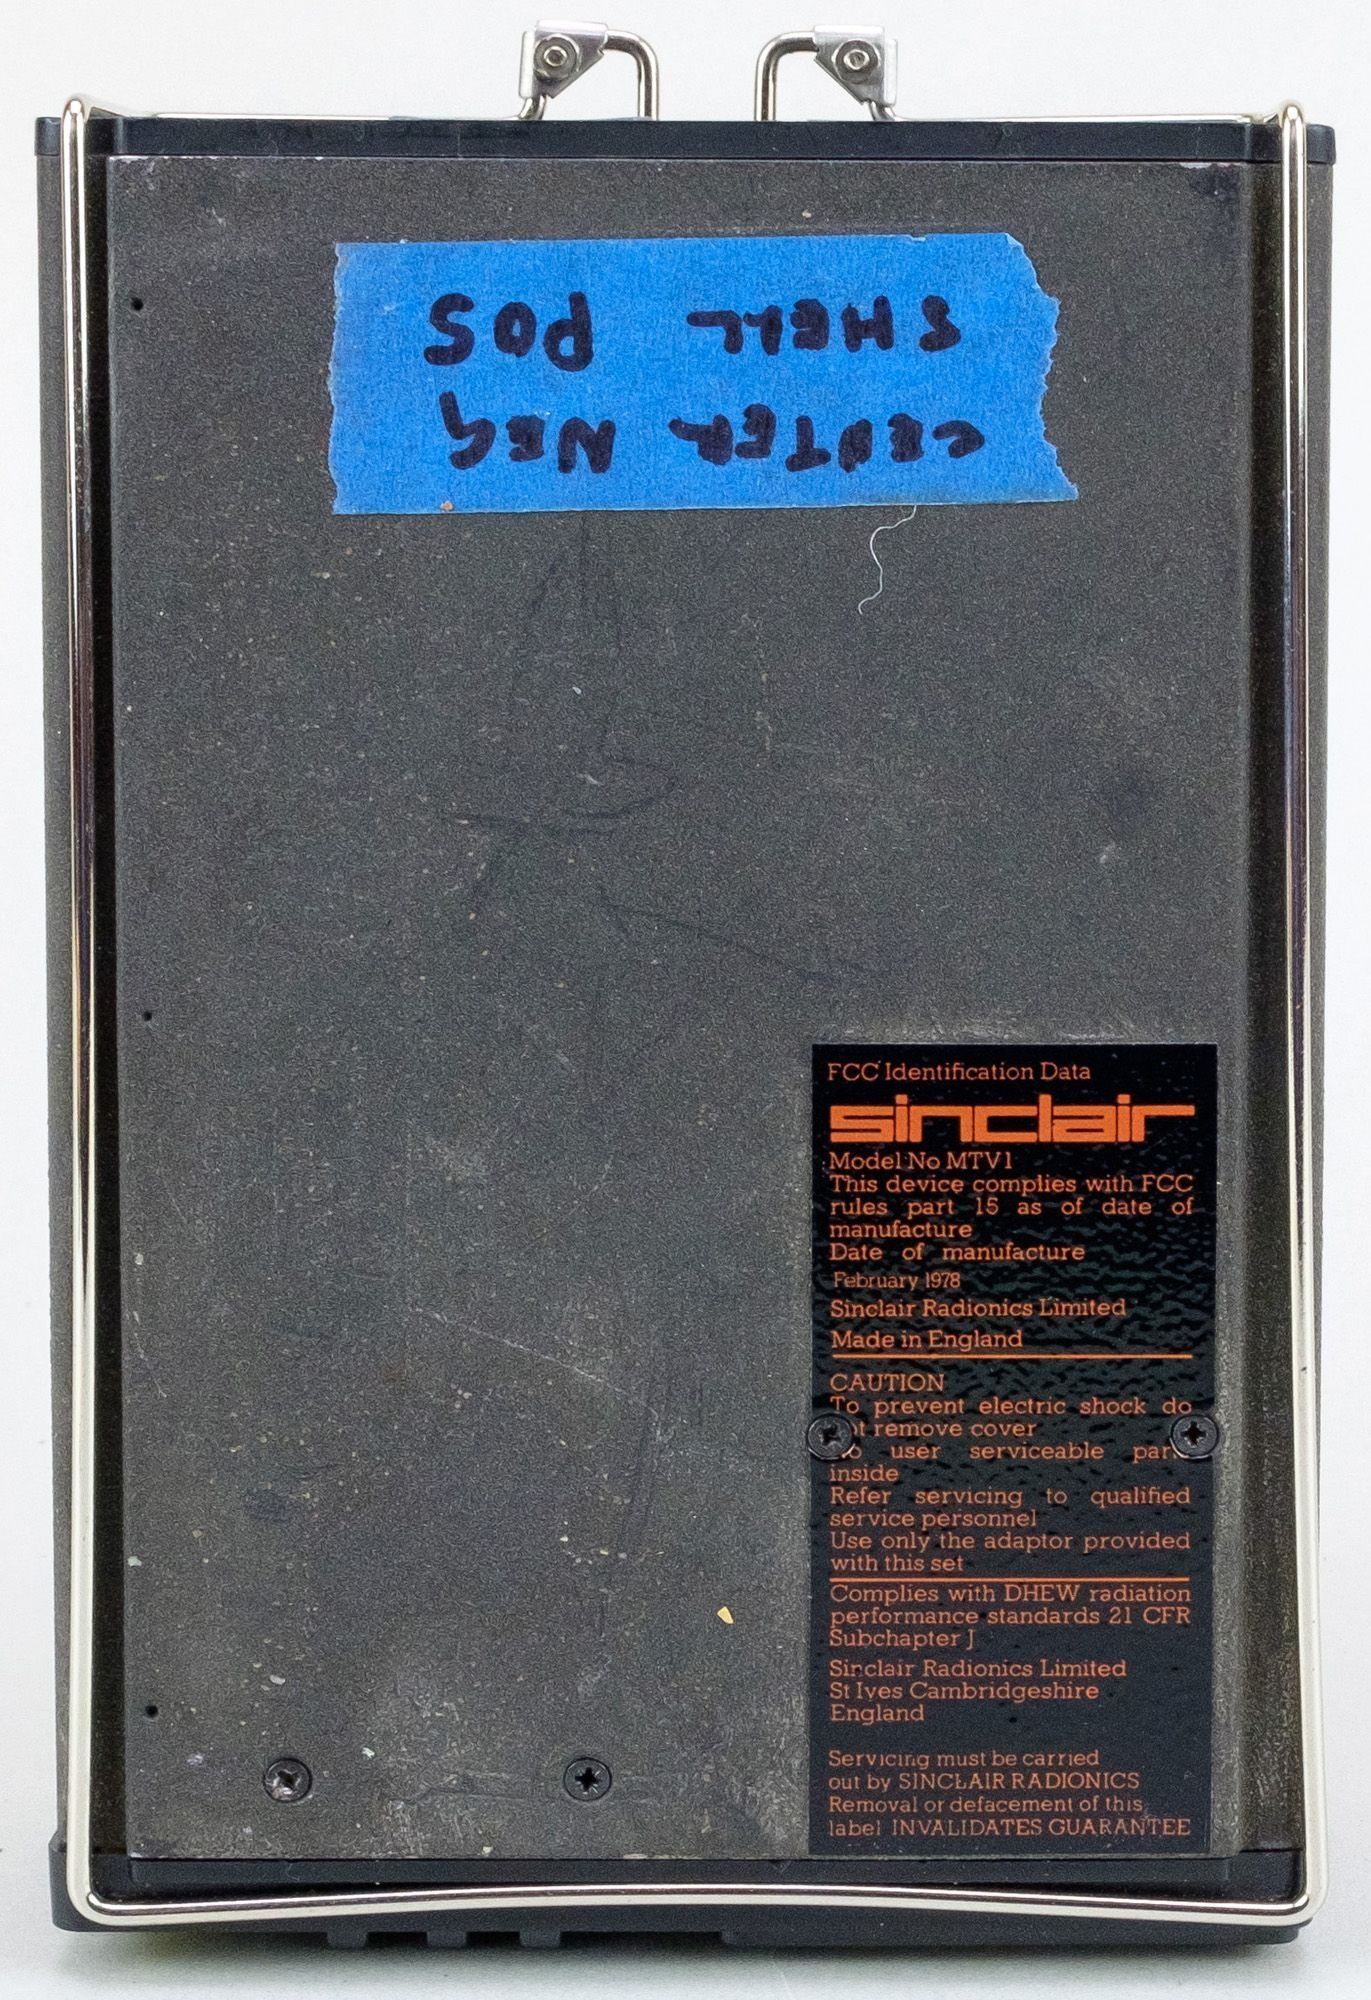 CENTER NEG
SHELL POS
FCC Identification Data
sinclair
Model No MTV1
This device complies with FCC
rules part 15 as of date of
manufacture
Date of manufacture
February 1978
Sinclair Radionics Limited
Made in England
CAUTION
To prevent electric shock do
remove cover
user serviceable
inside
Refer servicing to qualified
service personnel
Use only the adaptor provided
with this set
Complies with DHEW radiation
performance standards 21 CFR
Subchapter J
Sinclair Radionics Limited
St Ives Cambridgeshire
England
Servicing must be carried
out by SINCLAIR RADIONICS
Removal or defacement of this
label INVALIDATES GUARANTEE